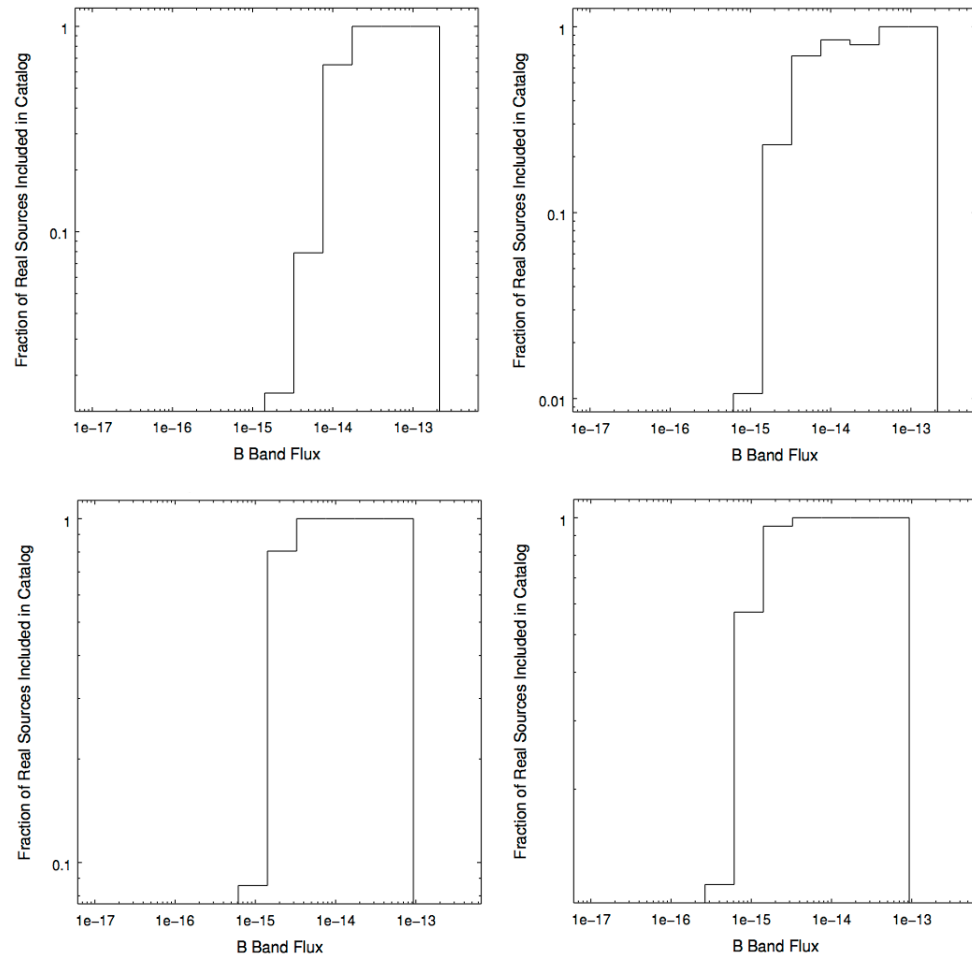 Fraction of Real Sources Included in Catalog
1
0.1
1e-17 1e-16 1e-15 1e-14 1e-13
B Band Flux
Fraction of Real Sources Included in Catalog
1
0.1
0.01
1e-17 1e-16 1e-15 1e-14 1e-13
B Band Flux
Fraction of Real Sources Included in Catalog
1
0.1
1e-17 1e-16 1e-15 1e-14 1e-13
B Band Flux
Fraction of Real Sources Included in Catalog
1
1e-17 1e-16 1e-15 1e-14 1e-13
B Band Flux